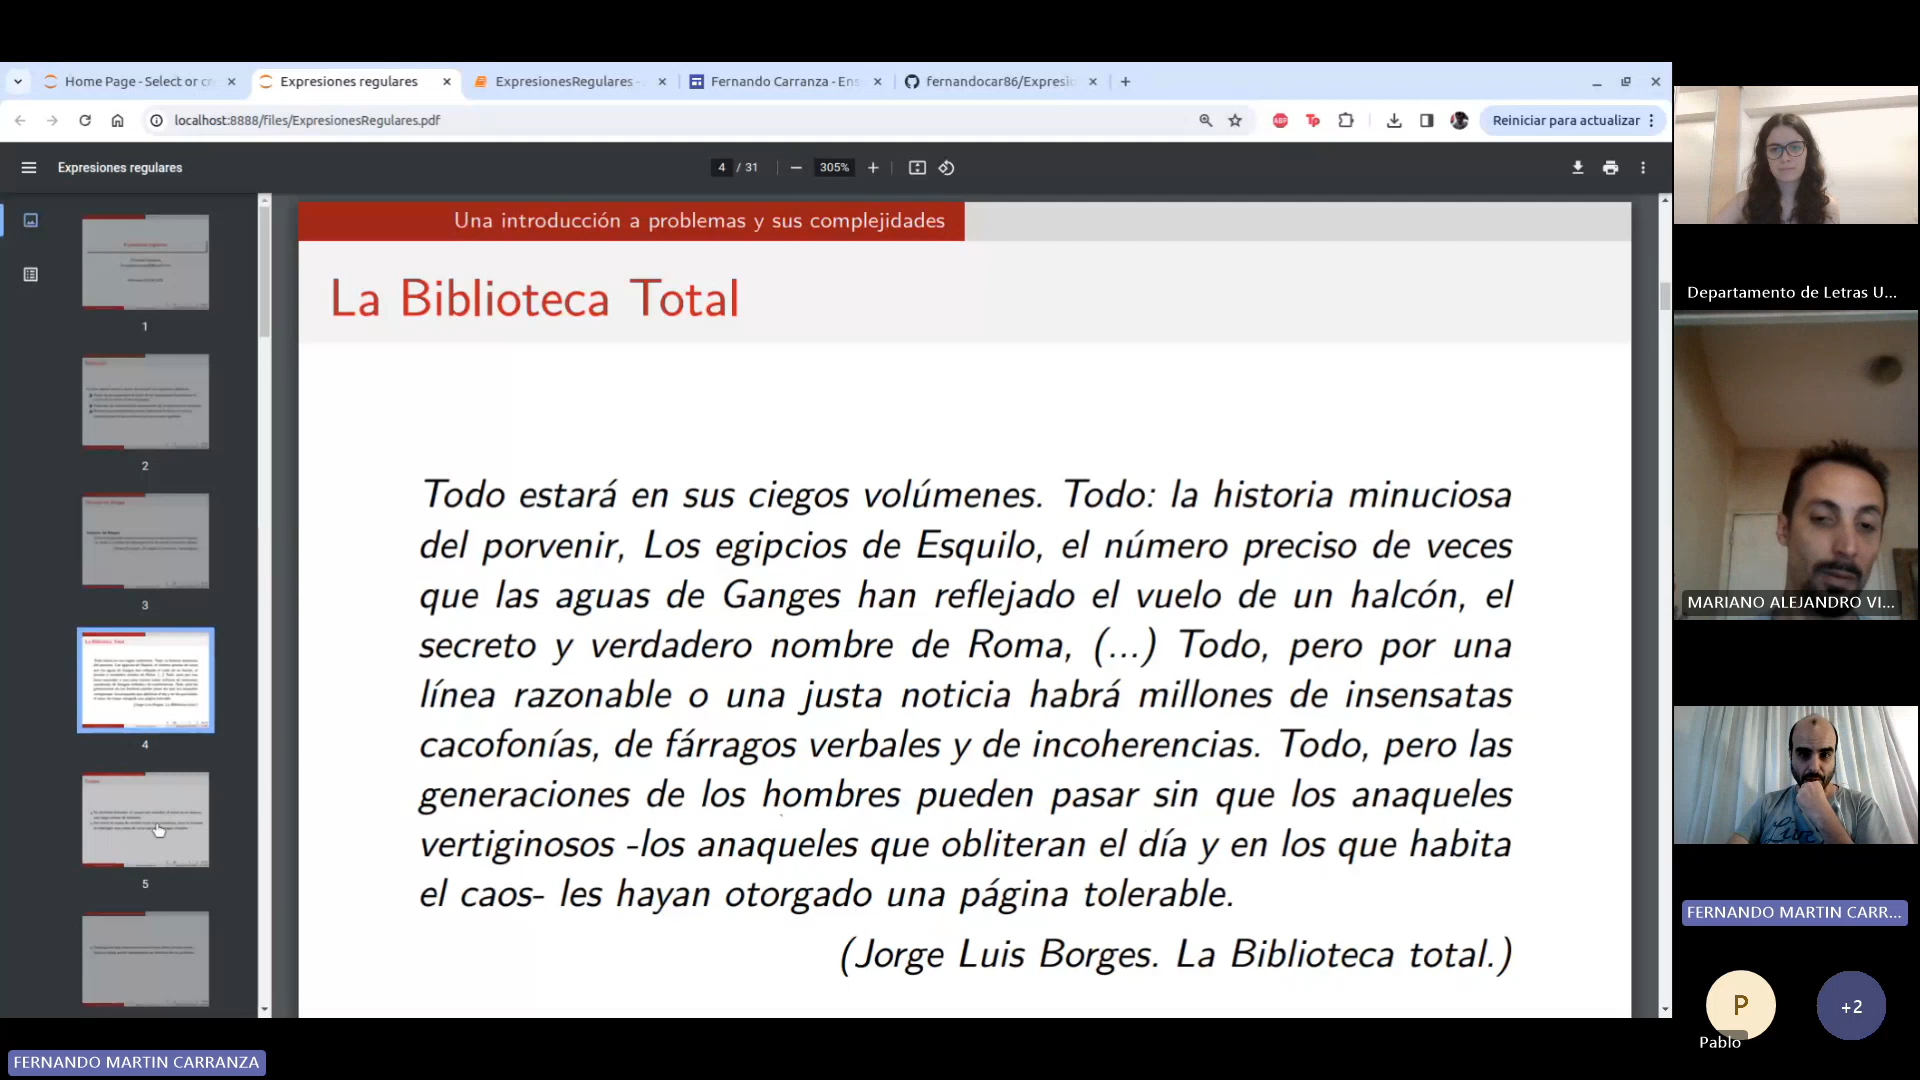 Home Page - Select or cr
Expresiones regulares
ExpresionesRegulares -
Fernando Carranza - Ens
fernandocar86/Expresio
localhost:8888/files/ExpresionesRegulares.pdf
Reiniciar para actualizar
Expresiones regulares
4 / 31
305%
Una introducción a problemas y sus complejidades
La Biblioteca Total
Todo estará en sus ciegos volúmenes. Todo: la historia minuciosa
del porvenir, Los egipcios de Esquilo, el número preciso de veces
que las aguas de Ganges han reflejado el vuelo de un halcón, el
secreto y verdadero nombre de Roma, (...) Todo, pero por una
línea razonable o una justa noticia habrá millones de insensatas
cacofonías, de fárragos verbales y de incoherencias. Todo, pero las
generaciones de los hombres pueden pasar sin que los anaqueles
vertiginosos -los anaqueles que obliteran el día y en los que habita
el caos- les hayan otorgado una página tolerable.
(Jorge Luis Borges. La Biblioteca total.)
1
2
3
4
5
Departamento de Letras U...
MARIANO ALEJANDRO VI...
FERNANDO MARTIN CARR...
P
+2
Pablo
FERNANDO MARTIN CARRANZA